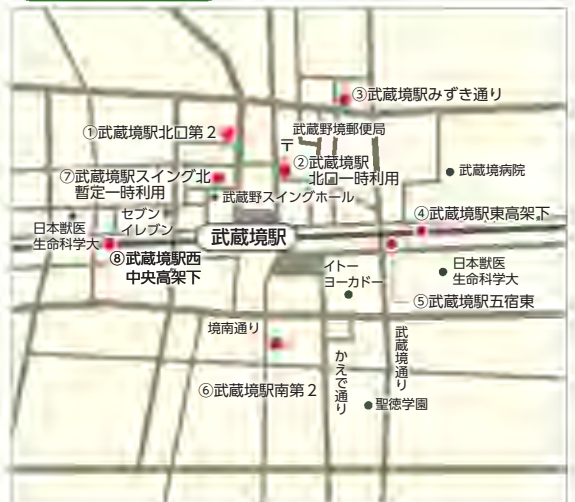 ③武蔵境駅みずき通り
①武蔵境駅北口第2
武蔵野境郵便局
〒
②武蔵境駅
北口一時利用
武蔵境病院
⑦武蔵境駅スイング北
暫定一時利用
武蔵野スイングホール
セブン
イレブン
④武蔵境駅東高架下
日本獣医
生命科学大
武蔵境駅
⑧武蔵境駅西
中央高架下
イトー
ヨーカドー
日本獣医
生命科学大
⑤武蔵境駅五宿東
境南通り
武蔵境通り
かえで通り
⑥武蔵境駅南第2
聖徳学園